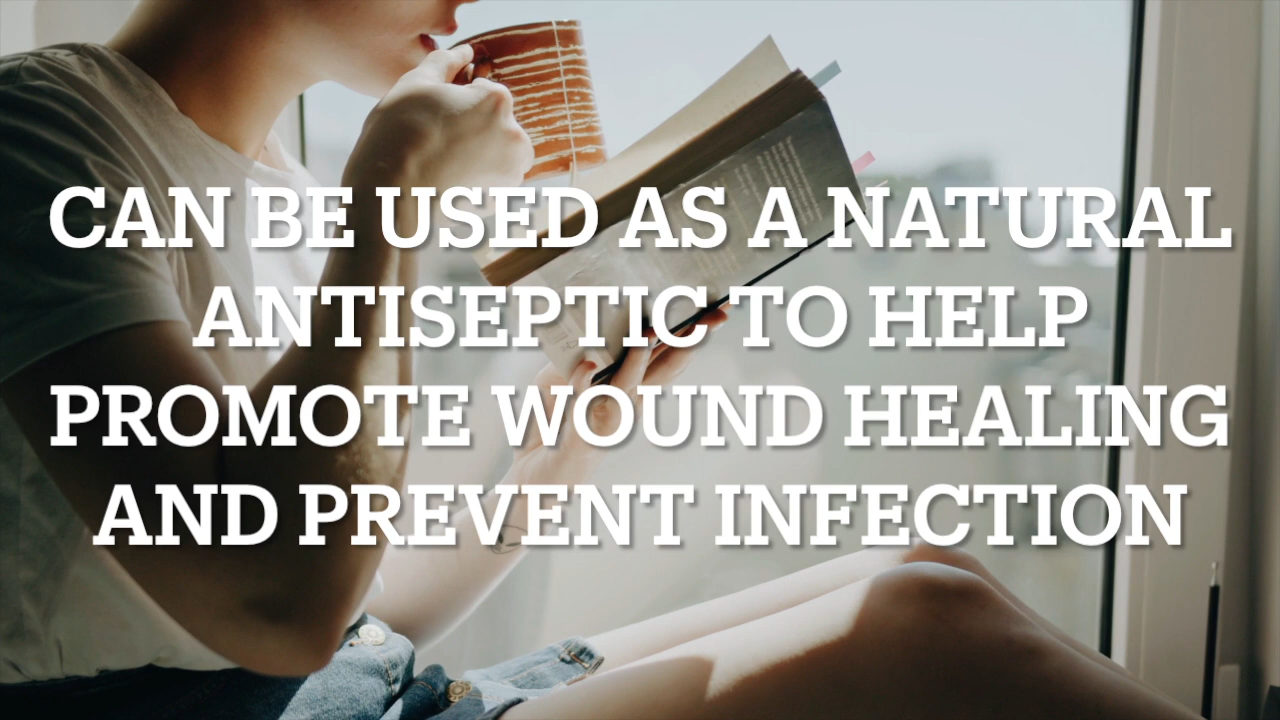 CAN BE USED AS A NATURAL
ANTISEPTIC TO HELP
PROMOTE WOUND HEALING
AND PREVENT INFECTION